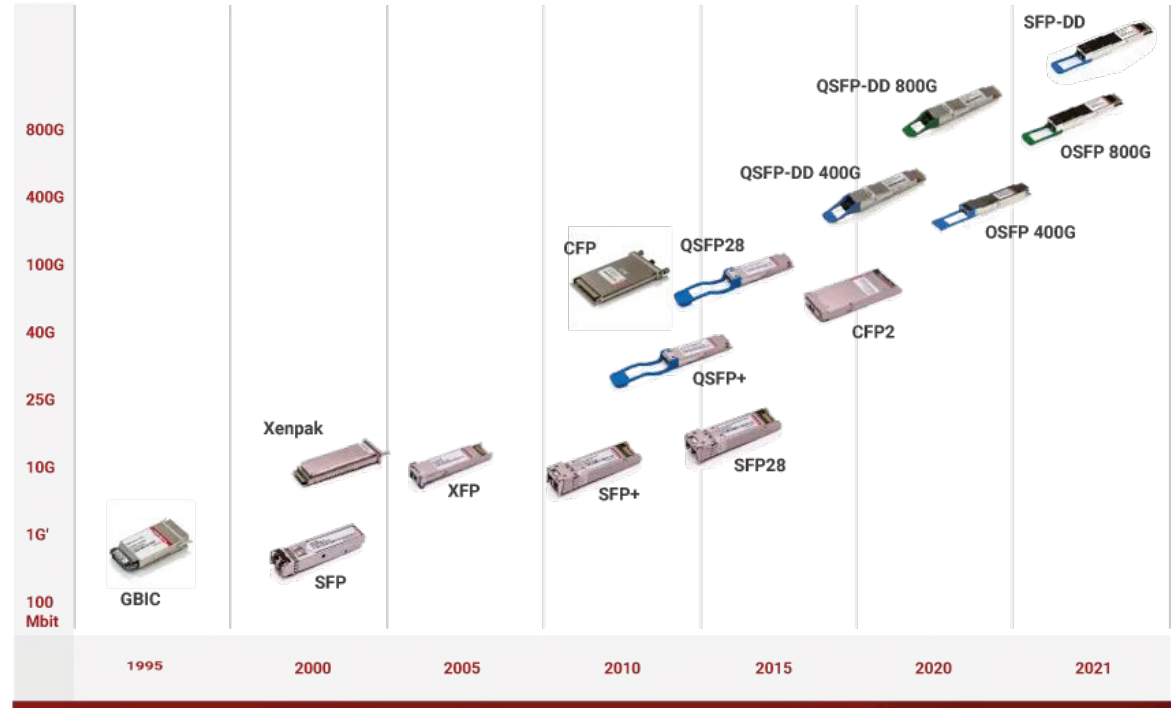 SFP-DD
QSFP-DD 800G
800G
OSFP 800G
QSFP-DD 400G
400G
OSFP 400G
CFP
QSFP28
100G
40G
CFP2
QSFP+
25G
Xenpak
10G
SFP28
XFP
SFP+
1G'
SFP
GBIC
100
Mbit
1995
2000
2005
2010
2015
2020
2021